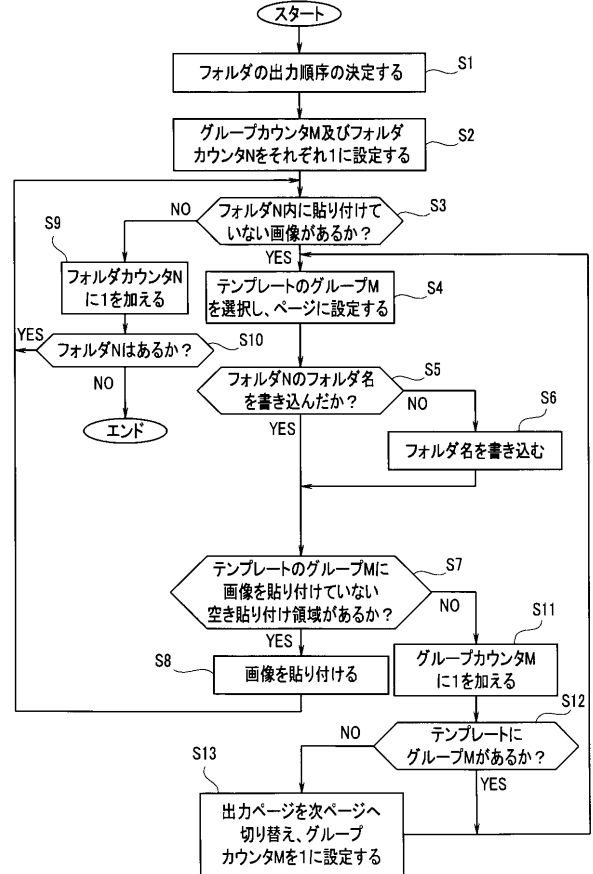 スタート
フォルダの出力順序の決定する
S1
グループカウンタM及びフォルダ
カウンタNをそれぞれ1に設定する
S2
フォルダN内に貼り付けて
いない画像があるか?
S3
NO
YES
S9
フォルダカウンタN
に1を加える
テンプレートのグループM
を選択し、ページに設定する
S4
YES
フォルダNはあるか?
S10
NO
エンド
フォルダNのフォルダ名
を書き込んだか?
S5
NO
YES
S6
フォルダ名を書き込む
テンプレートのグループMに
画像を貼り付けていない
空き貼り付け領域があるか?
S7
NO
YES
S8
画像を貼り付ける
S11
グループカウンタM
に1を加える
S12
テンプレートに
グループMがあるか?
NO
YES
S13
出力ページを次ページへ
切り替え、グループ
カウンタMを1に設定する